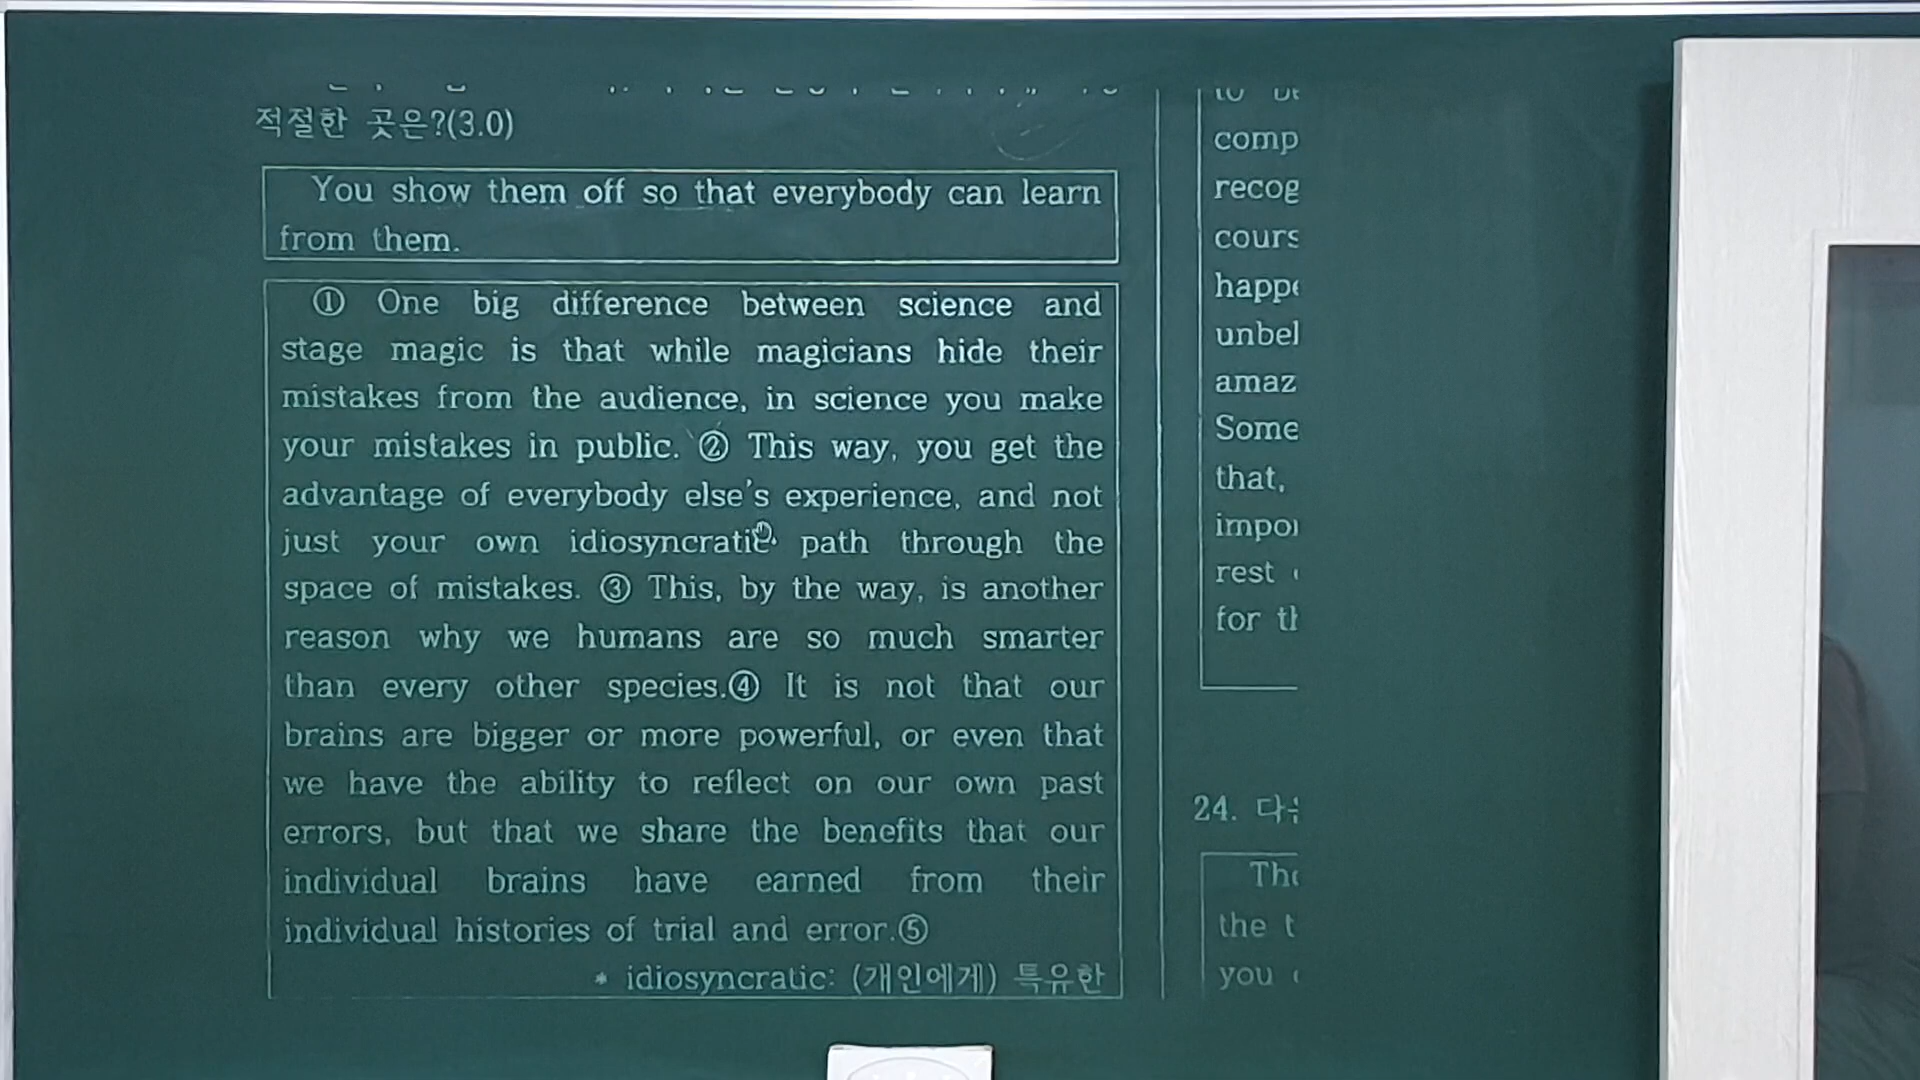 적절한 곳은?(3.0)
You show them off so that everybody can learn
from them.
① One big difference between science and
stage magic is that while magicians hide their
mistakes from the audience, in science you make
your mistakes in public. ② This way, you get the
advantage of everybody else's experience, and not
just your own idiosyncratic path through the
space of mistakes. ③ This, by the way, is another
reason why we humans are so much smarter
than every other species.④ It is not that our
brains are bigger or more powerful, or even that
we have the ability to reflect on our own past
errors, but that we share the benefits that our
individual brains have earned from their
individual histories of trial and error.⑤
* idiosyncratic: (개인에게) 특유한
comp
recog
cours
happe
unbel
amaz
Some
that,
impor
rest
for th
24.
The
the t
you